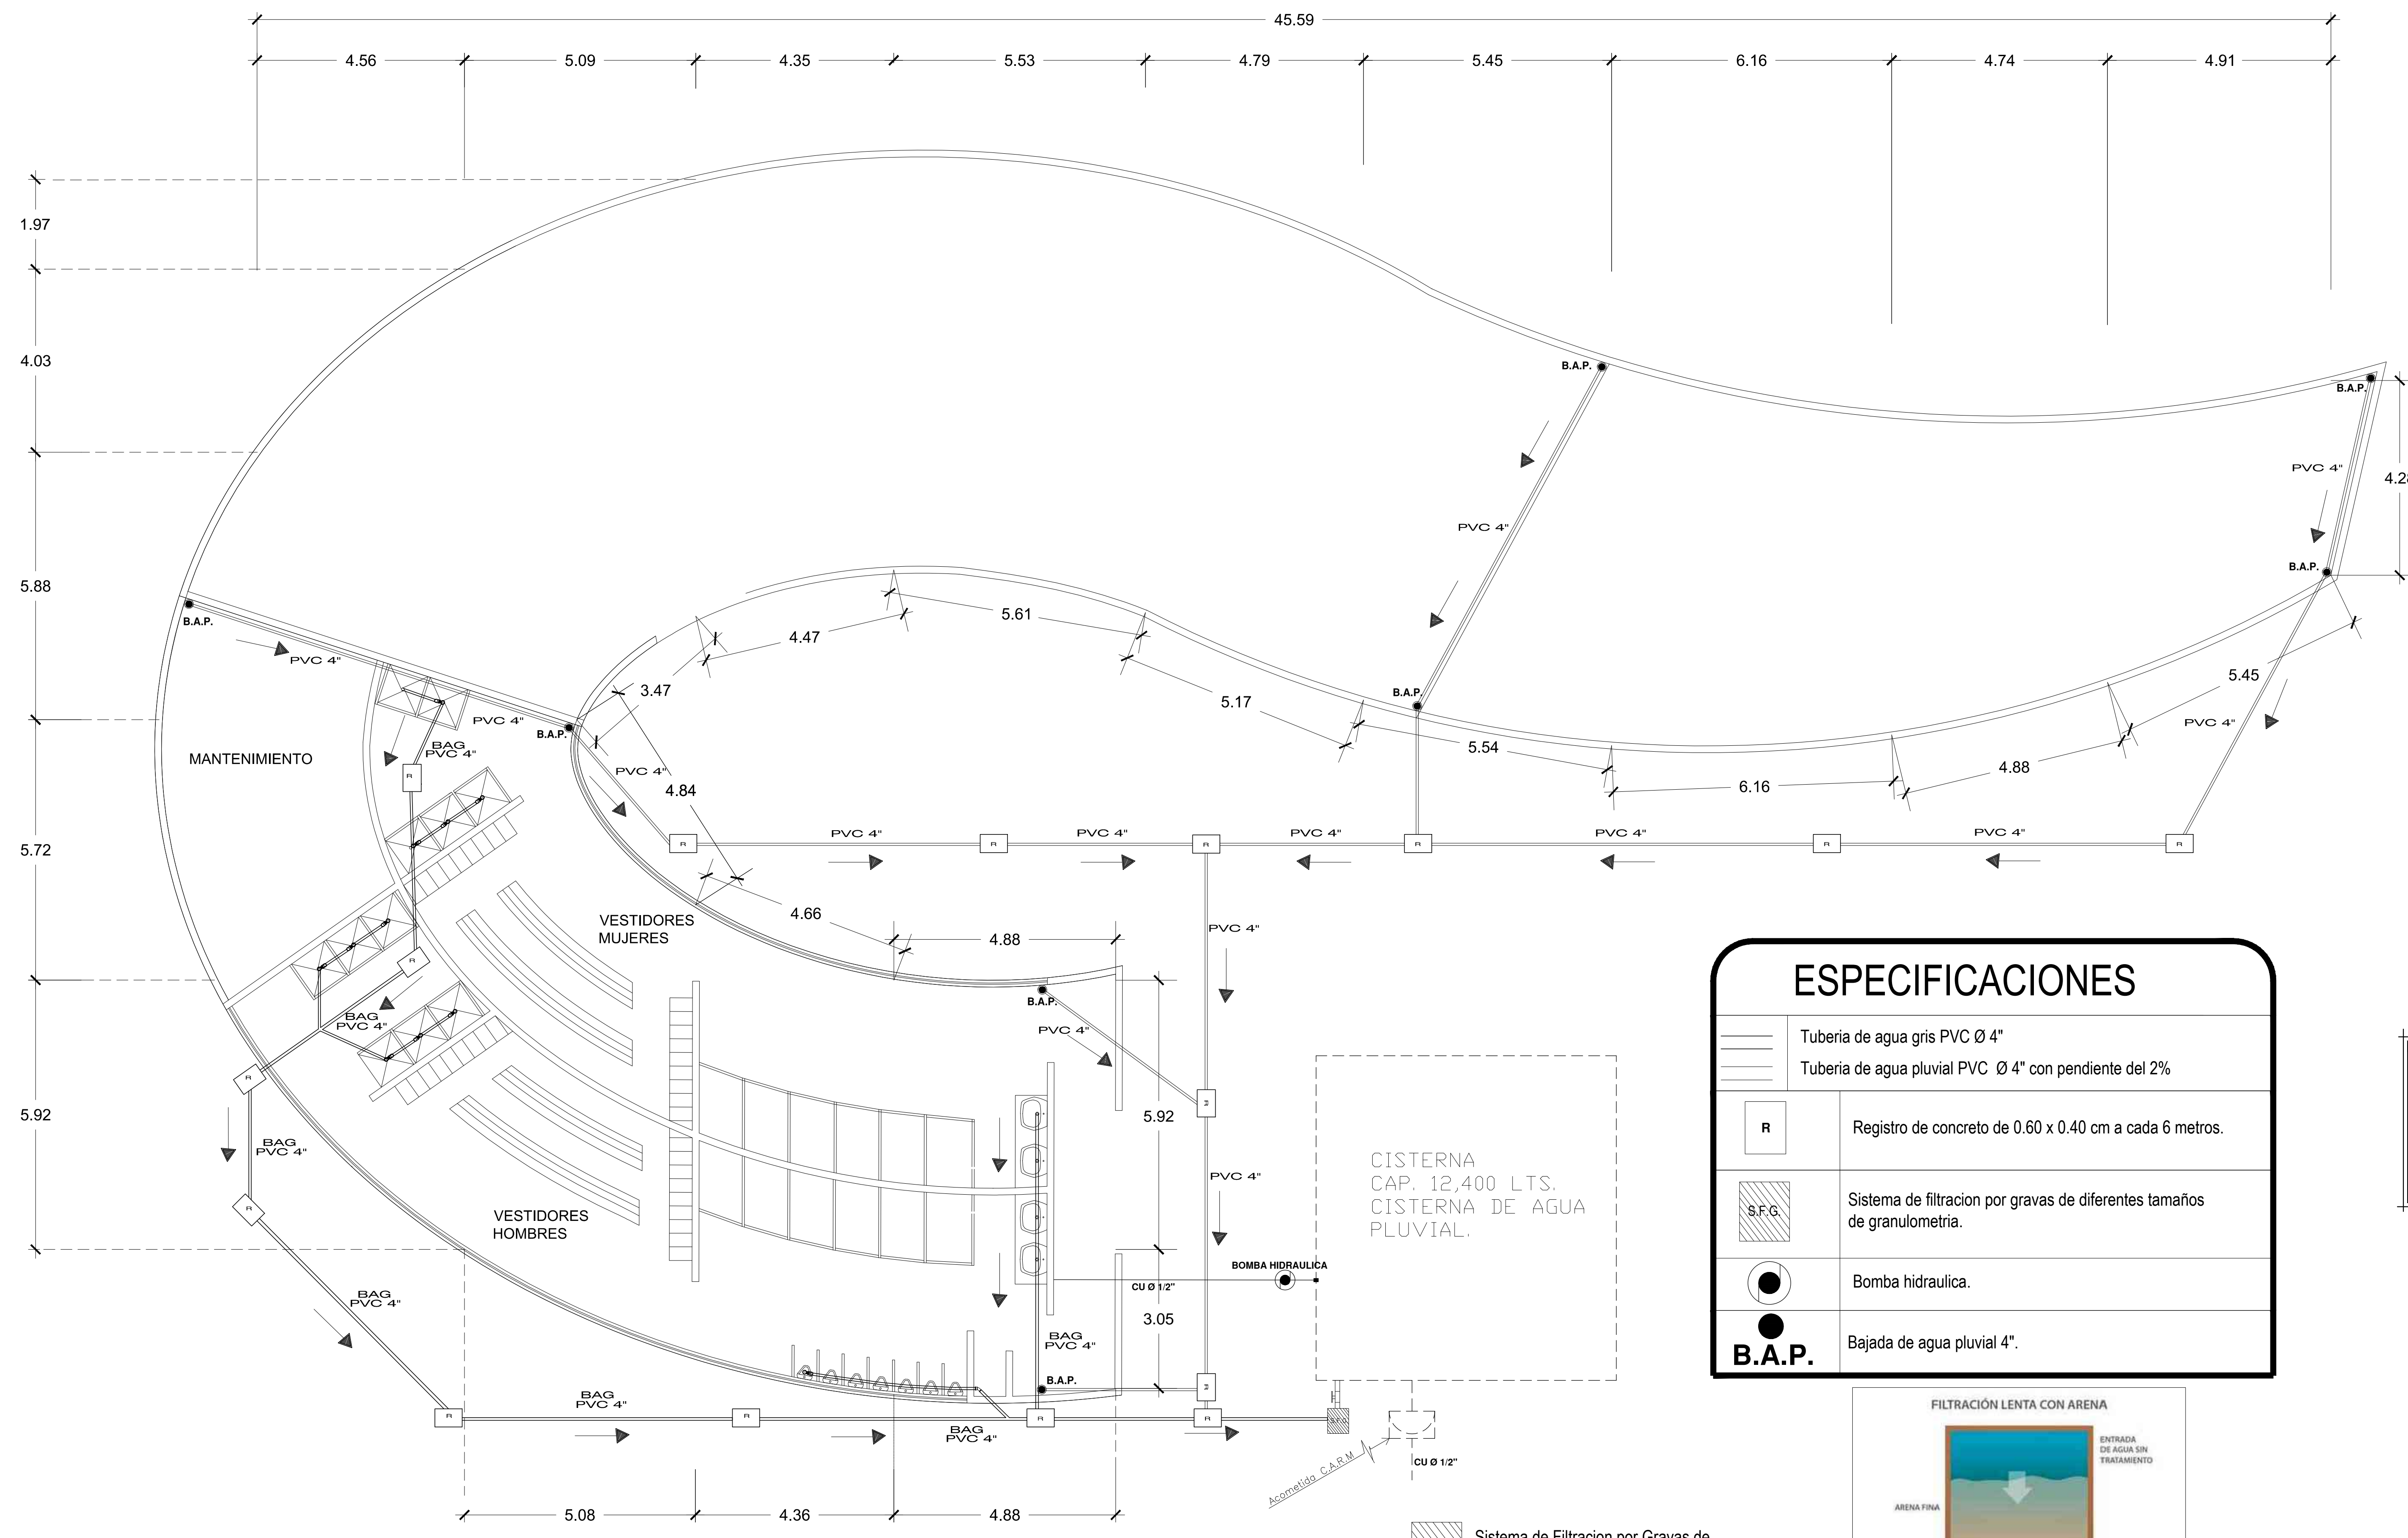 45.59
4.56 5.09 4.35 5.53 4.79 5.45 6.16 4.74 4.91
1.97
4.03
5.88
5.72
5.92
B.A.P.
B.A.P.
PVC 4"
PVC 4"
B.A.P.
B.A.P.
PVC 4"
PVC 4"
B.A.P.
B.A.P.
PVC 4"
MANTENIMIENTO
BAG
PVC 4"
R
PVC 4"
3.47
4.47
5.61
5.17
5.54
6.16
4.88
5.45
4.84
4.66
4.88
R
PVC 4"
R
PVC 4"
R
PVC 4"
R
PVC 4"
R
PVC 4"
R
VESTIDORES
MUJERES
R
BAG
PVC 4"
R
BAG
PVC 4"
R
BAG
PVC 4"
VESTIDORES
HOMBRES
B.A.P.
PVC 4"
PVC 4"
R
PVC 4"
5.92
3.05
CISTERNA
CAP. 12,400 LTS.
CISTERNA DE AGUA
PLUVIAL.
BOMBA HIDRAULICA
CU Ø 1/2"
BAG
PVC 4"
B.A.P.
R
R
BAG
PVC 4"
R
BAG
PVC 4"
R
R
S.F.G.
Acometida C.A.R.M
CU Ø 1/2"
5.08 4.36 4.88
ESPECIFICACIONES
Tuberia de agua gris PVC Ø 4"
Tuberia de agua pluvial PVC Ø 4" con pendiente del 2%
R
Registro de concreto de 0.60 x 0.40 cm a cada 6 metros.
S.F.G.
Sistema de filtracion por gravas de diferentes tamaños
de granulometria.
Bomba hidraulica.
B.A.P.
Bajada de agua pluvial 4".
FILTRACIÓN LENTA CON ARENA
ENTRADA
DE AGUA SIN
TRATAMIENTO
ARENA FINA
Sistema de Filtracion por Gravas de